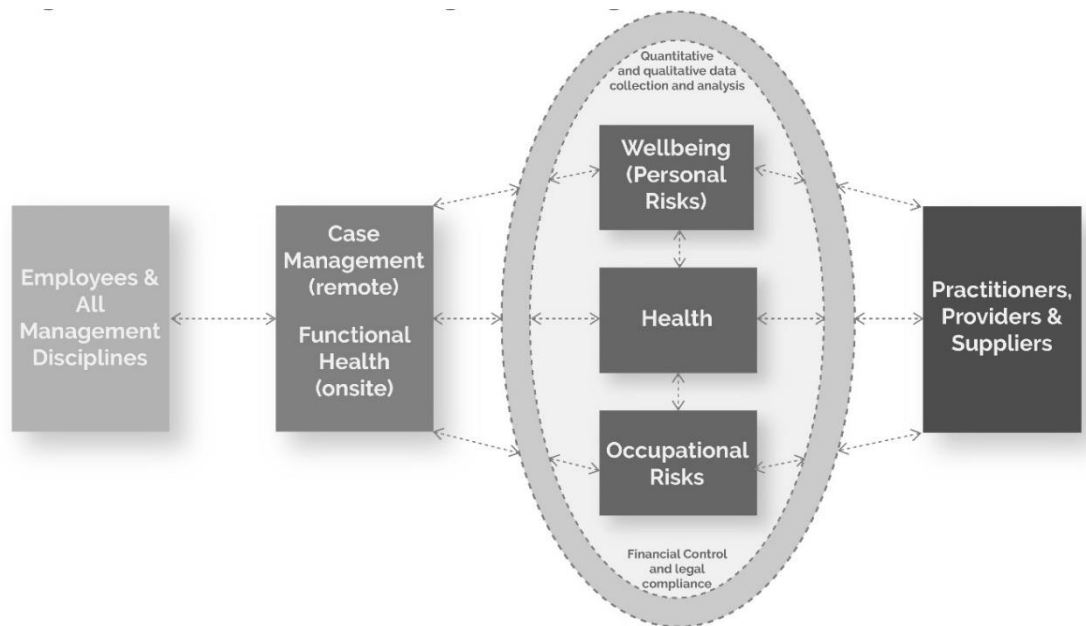 Quantitative
and qualitative data
collection and analysis
Wellbeing
(Personal
Risks)
Employees &
All
Management
Disciplines
Case
Management
(remote)
Functional
Health
(onsite)
Health
Practitioners,
Providers &
Suppliers
Occupational
Risks
Financial Control
and legal
compliance